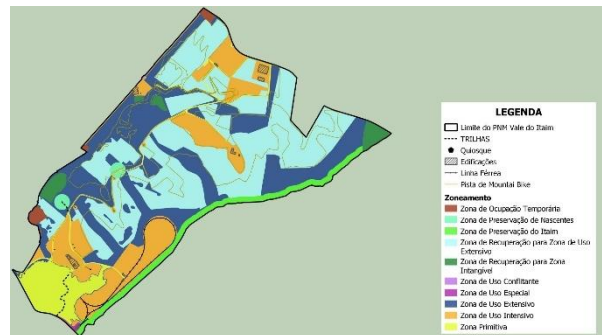 LEGENDA
Limite do PNM Vale do Itaim
TRILHAS
Quiosque
Edificações
Linha Férrea
Pista de Mountai Bike
Zoneamento
Zona de Ocupação Temporária
Zona de Preservação de Nascentes
Zona de Preservação do Itaim
Zona de Recuperação para Zona de Uso
Extensivo
Zona de Recuperação para Zona
Intangível
Zona de Uso Conflitante
Zona de Uso Especial
Zona de Uso Extensivo
Zona de Uso Intensivo
Zona Primitiva